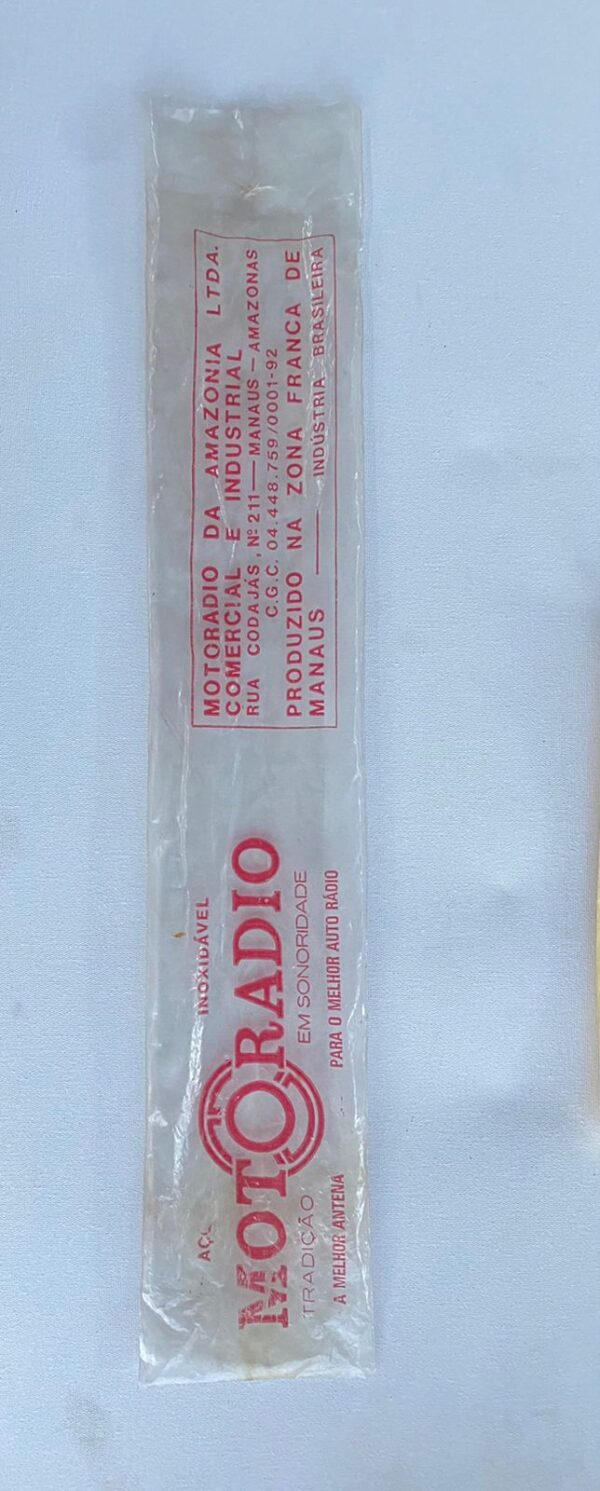 AÇO INOXIDÁVEL
MOTORADIO
TRADIÇÃO EM SONORIDADE
A MELHOR ANTENA PARA O MELHOR AUTO RÁDIO
MOTORADIO DA AMAZONIA LTDA.
COMERCIAL E INDUSTRIAL
RUA CODAJÁS, Nº 211 — MANAUS — AMAZONAS
C.G.C. 04.448.759/0001-92
PRODUZIDO NA ZONA FRANCA DE
MANAUS — INDÚSTRIA BRASILEIRA